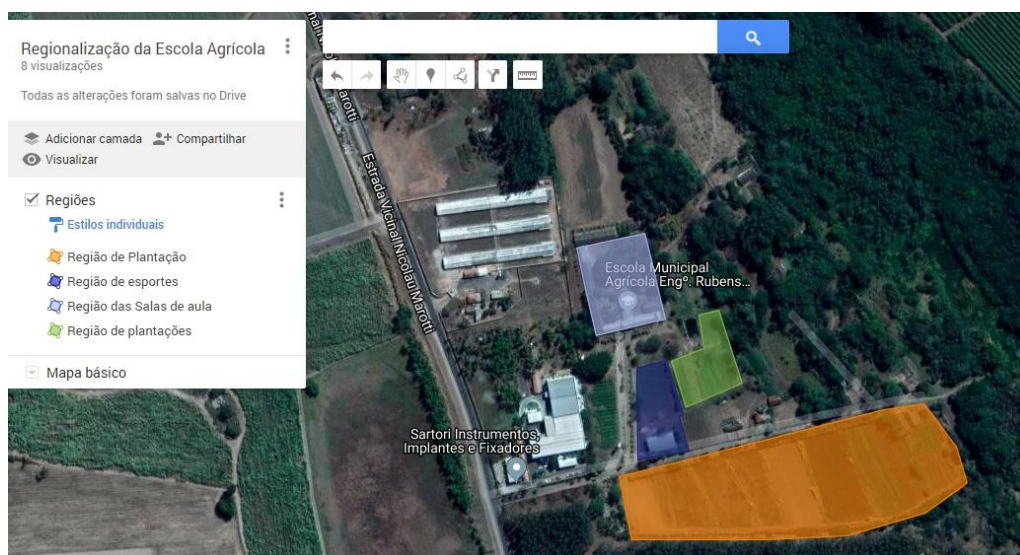 Regionalização da Escola Agrícola
8 visualizações
Todas as alterações foram salvas no Drive
Adicionar camada
Compartilhar
Visualizar
Regiões
Estilos individuais
Região de Plantação
Região de esportes
Região das Salas de aula
Região de plantações
Mapa básico
Marotti
Estrada Vicinal Nicolau Marotti
Escola Municipal
Agrícola Engº. Rubens...
Sartori Instrumentos,
Implantes e Fixadores